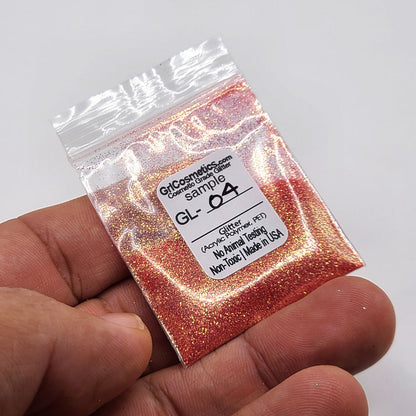 GrlCosmetics.com
Cosmetic Grade Glitter
sample
GL- 04
Glitter
(Acrylic Polymer, PET)
No Animal Testing
Non-Toxic | Made in USA